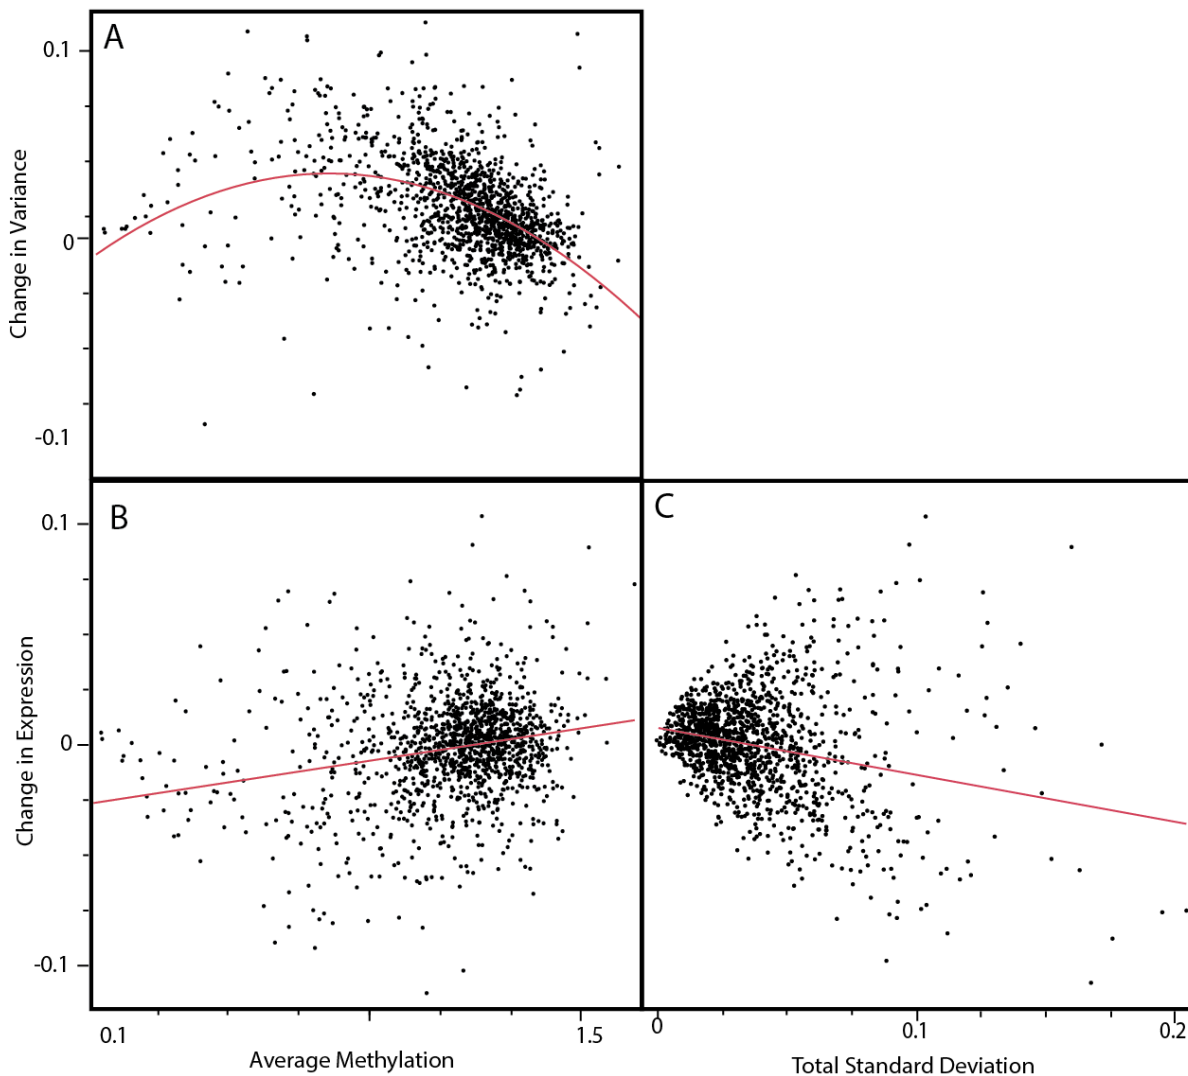 A
0.1
0
-0.1
Change in Variance
B
C
0.1
0
-0.1
Change in Expression
0.1
1.5
Average Methylation
0
0.1
0.2
Total Standard Deviation